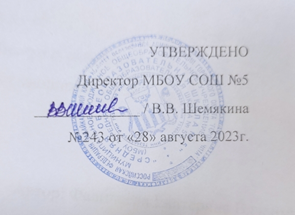 УТВЕРЖДЕНО
Директор МБОУ СОШ №5
/ В.В. Шемякина
№243 от «28» августа 2023г.